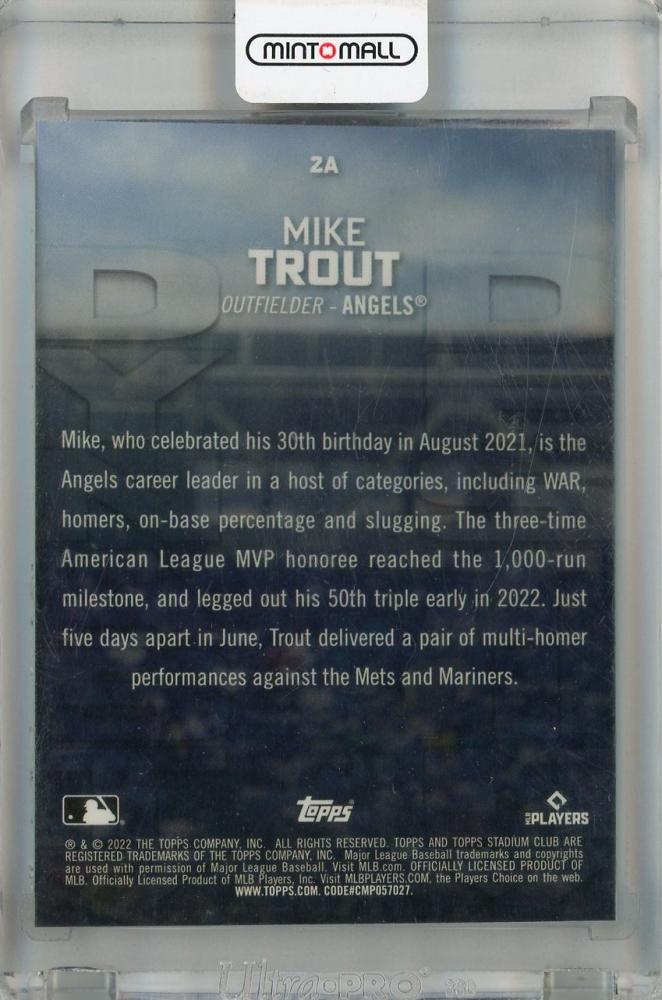 MINTMALL
2A
MIKE
TROUT
OUTFIELDER - ANGELS®
Mike, who celebrated his 30th birthday in August 2021, is the
Angels career leader in a host of categories, including WAR,
homers, on-base percentage and slugging. The three-time
American League MVP honoree reached the 1,000-run
milestone, and legged out his 50th triple early in 2022. Just
five days apart in June, Trout delivered a pair of multi-homer
performances against the Mets and Mariners.
topps®
MLB PLAYERS
® & © 2022 THE TOPPS COMPANY, INC. ALL RIGHTS RESERVED. TOPPS AND TOPPS STADIUM CLUB ARE
REGISTERED TRADEMARKS OF THE TOPPS COMPANY, INC. Major League Baseball trademarks and copyrights
are used with permission of Major League Baseball. Visit MLB.com. OFFICIALLY LICENSED PRODUCT OF
MLB. Officially Licensed Product of MLB Players, Inc. Visit MLBPLAYERS.COM, the Players Choice on the web.
WWW.TOPPS.COM. CODE#CMP057027.
Ultra·PRO®